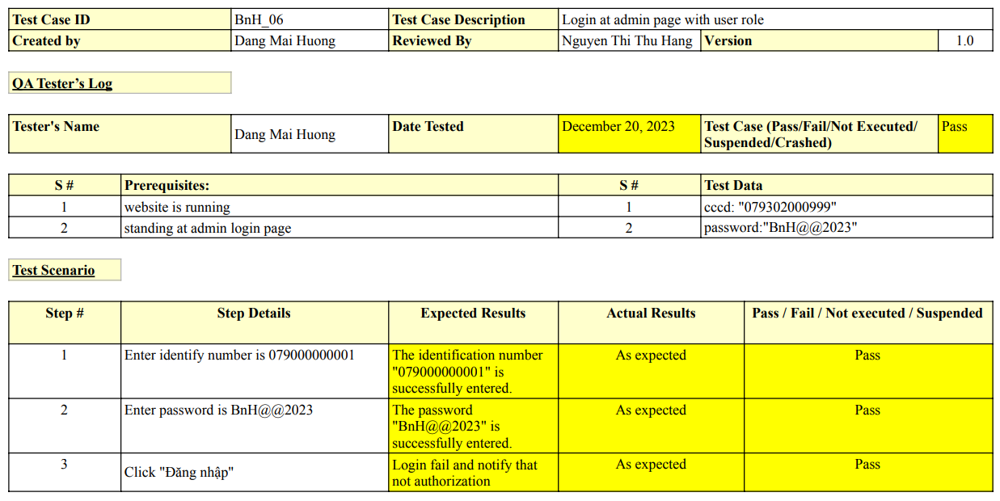 Test Case ID BnH_06 Test Case Description Login at admin page with user role
Created by Dang Mai Huong Reviewed By Nguyen Thi Thu Hang Version 1.0
QA Tester’s Log
Tester's Name Dang Mai Huong Date Tested December 20, 2023 Test Case (Pass/Fail/Not Executed/
Suspended/Crashed) Pass
S # Prerequisites: S # Test Data
1 website is running 1 cccd: "079302000999"
2 standing at admin login page 2 password:"BnH@@2023"
Test Scenario
Step # Step Details Expected Results Actual Results Pass / Fail / Not executed / Suspended
1 Enter identify number is 079000000001 The identification number
"079000000001" is
successfully entered. As expected Pass
2 Enter password is BnH@@2023 The password
"BnH@@2023" is
successfully entered. As expected Pass
3 Click "Đăng nhập" Login fail and notify that
not authorization As expected Pass